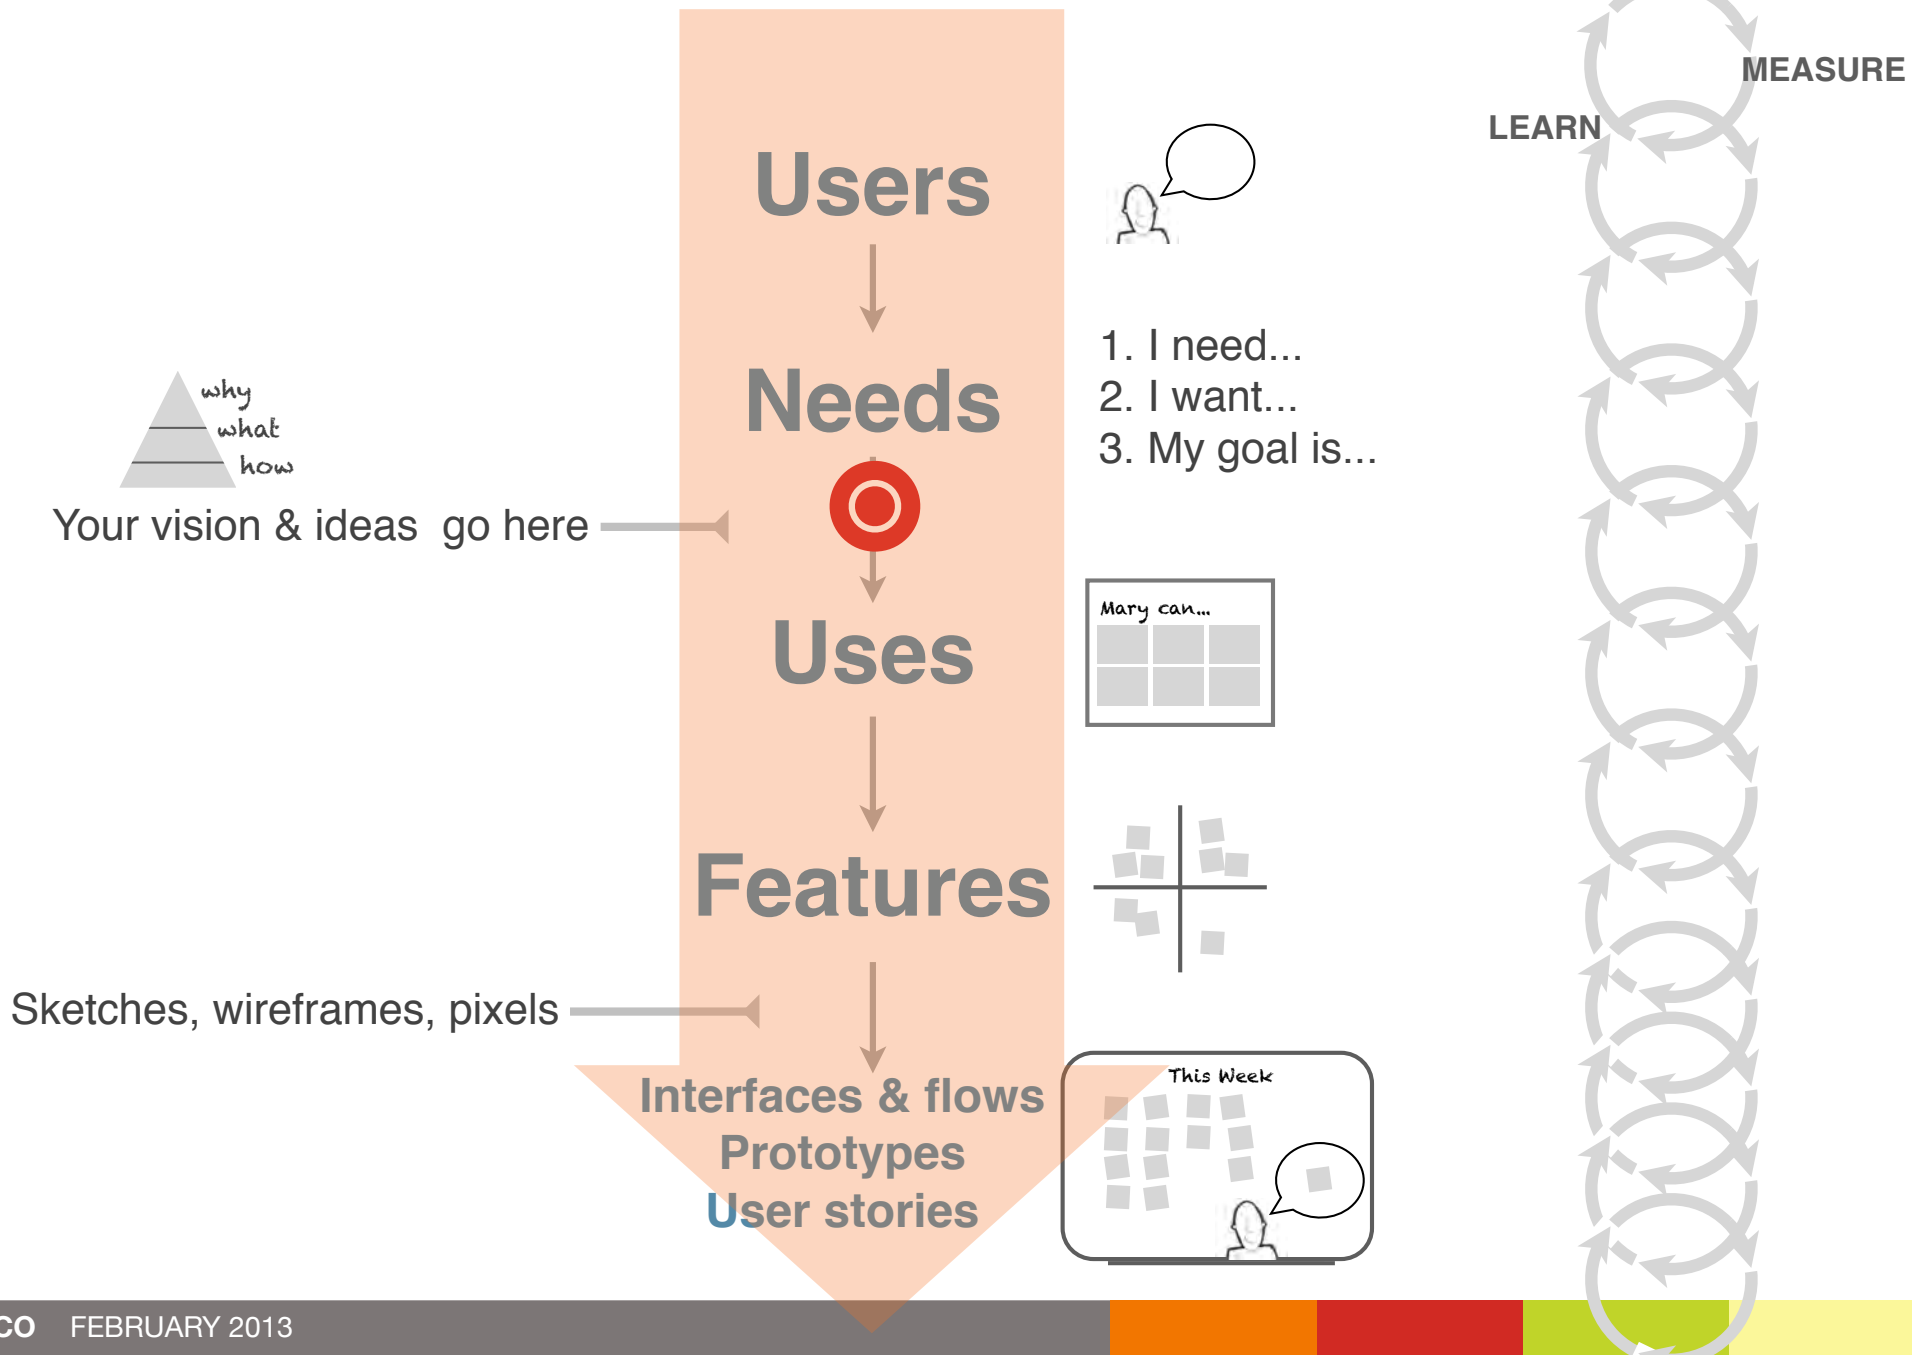 MEASURE
LEARN
Users
Needs
1. I need...
2. I want...
3. My goal is...
why
what
how
Your vision & ideas go here
Uses
Mary can...
Features
Sketches, wireframes, pixels
Interfaces & flows
Prototypes
User stories
This Week
CO FEBRUARY 2013